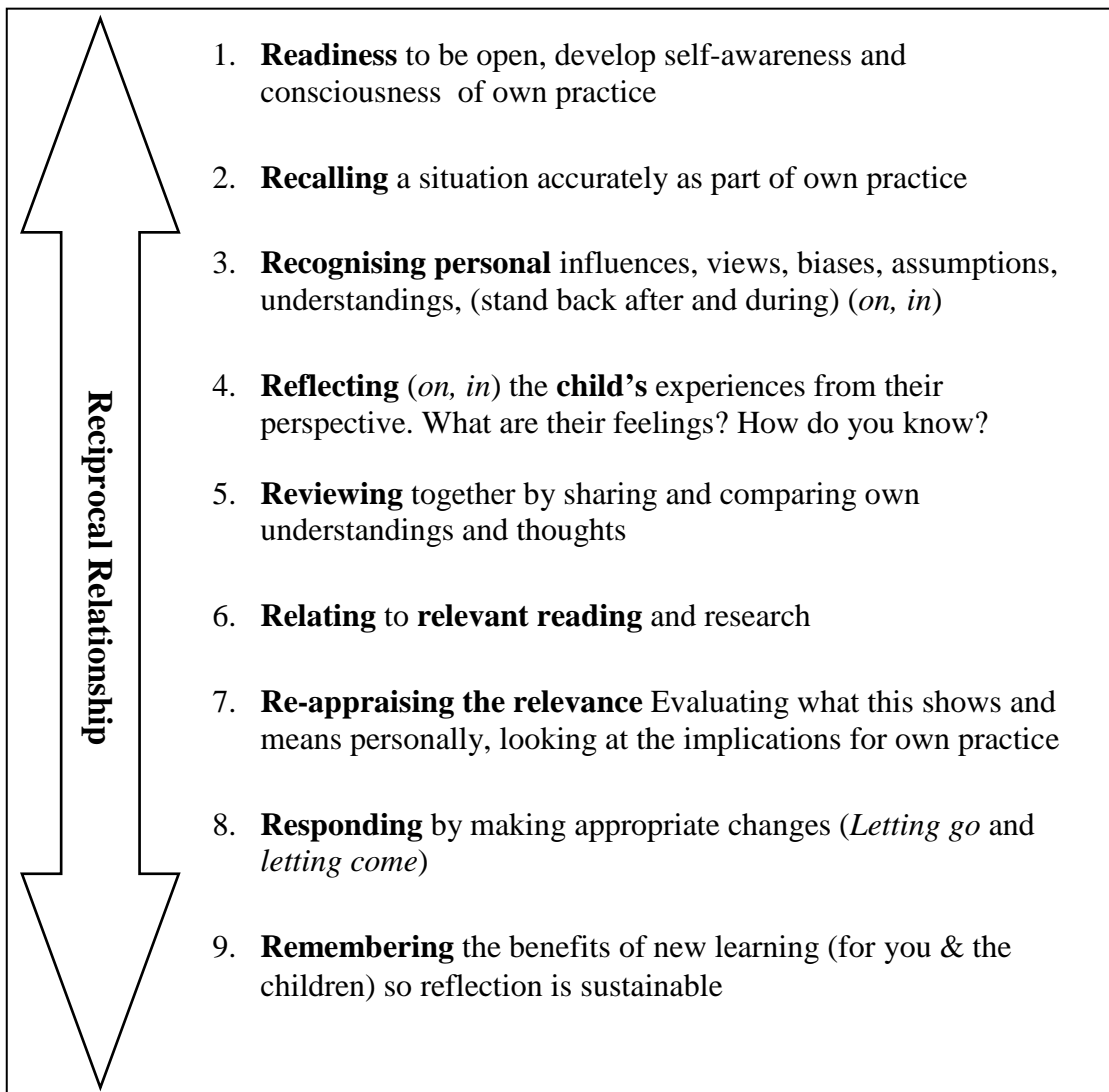 1. Readiness to be open, develop self-awareness and
consciousness  of own practice
2. Recalling a situation accurately as part of own practice
3. Recognising personal influences, views, biases, assumptions,
understandings, (stand back after and during) (on, in)
4. Reflecting (on, in) the child’s experiences from their
perspective. What are their feelings? How do you know?
5. Reviewing together by sharing and comparing own
understandings and thoughts
6. Relating to relevant reading and research
7. Re-appraising the relevance Evaluating what this shows and
means personally, looking at the implications for own practice
8. Responding by making appropriate changes (Letting go and
letting come)
9. Remembering the benefits of new learning (for you & the
children) so reflection is sustainable
Reciprocal Relationship